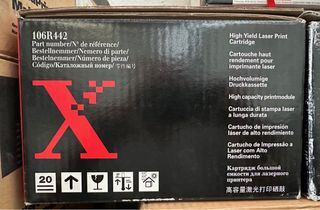 106R442
Part number/N° de référence/
Bestellnummer/Numero di parte/
Bestelnummer/Número de pieza/
Código/Каталожный номер/零件编号
High Yield Laser Print
Cartridge
Cartouche haut
rendement pour
imprimante laser
Hochvolumige
Druckkassette
High capacity printmodule
Cartuccia di stampa laser
a lunga durata
Cartucho de impresión
láser de alto rendimiento
Cartucho de Impressão a
Laser com Alto
Rendimento
Картридж большой
емкости для лазерного
принтера
高容量激光打印硒鼓
X
20